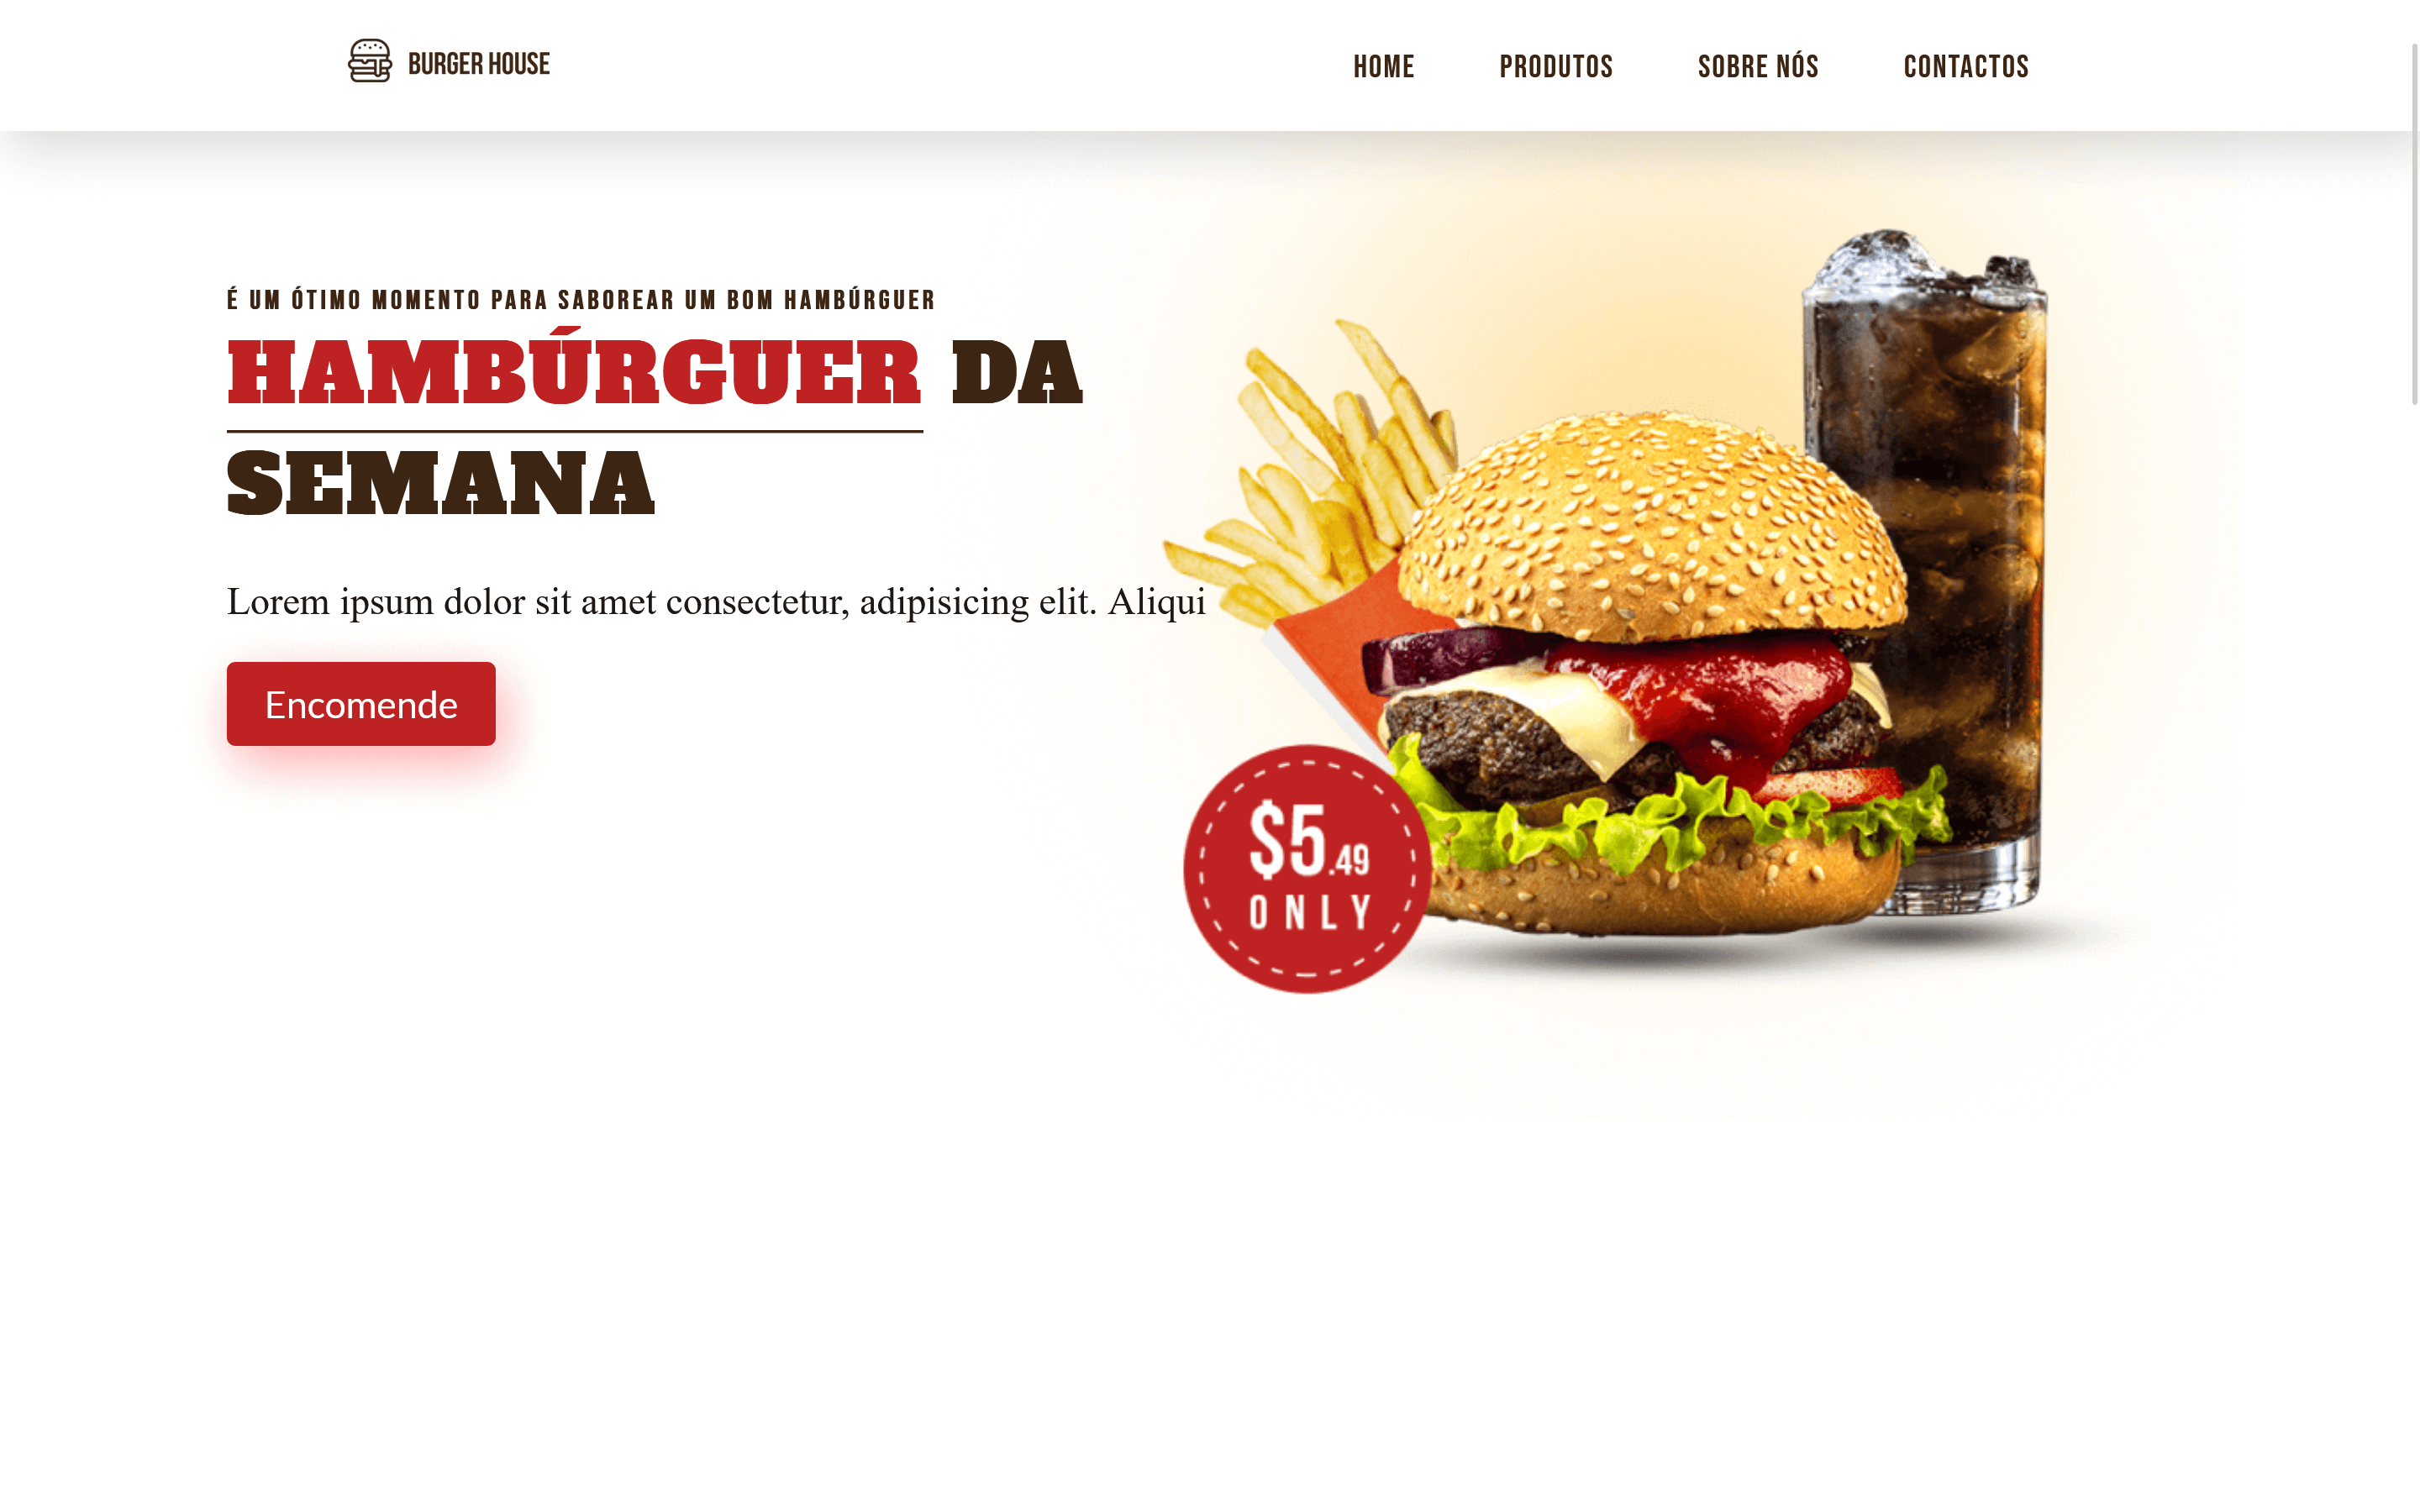 BURGER HOUSE
HOME PRODUTOS SOBRE NÓS CONTACTOS
É UM ÓTIMO MOMENTO PARA SABOREAR UM BOM HAMBÚRGUER
HAMBÚRGUER DA
SEMANA
Lorem ipsum dolor sit amet consectetur, adipisicing elit. Aliqui
Encomende
$5.49
ONLY